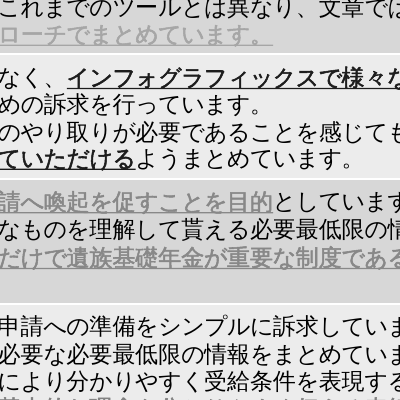 これまでのツールとは異なり、文章では
ローチでまとめています。
なく、インフォグラフィックスで様々な
めの訴求を行っています。
のやり取りが必要であることを感じても
ていただけるようまとめています。
請へ喚起を促すことを目的としています
なものを理解して貰える必要最低限の情
だけで遺族基礎年金が重要な制度である
申請への準備をシンプルに訴求していま
必要な必要最低限の情報をまとめていま
により分かりやすく受給条件を表現する